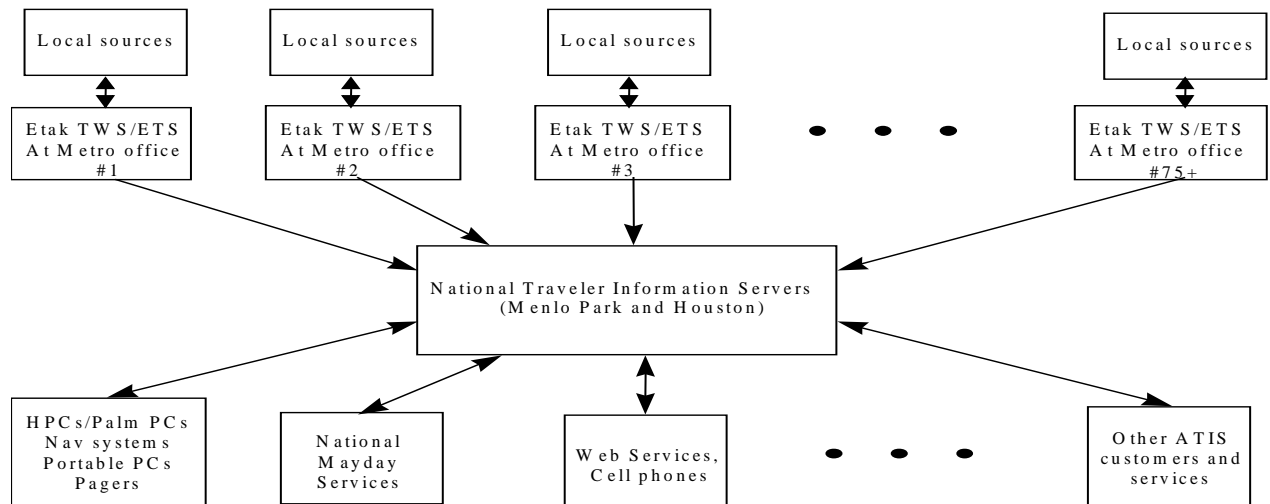 Local sources
Local sources
Local sources
Local sources
Etak TWS/ETS
At Metro office
#1
Etak TWS/ETS
At Metro office
#2
Etak TWS/ETS
At Metro office
#3
Etak TWS/ETS
At Metro office
#75+
National Traveler Information Servers
(Menlo Park and Houston)
HPCs/Palm PCs
Nav systems
Portable PCs
Pagers
National
Mayday
Services
Web Services,
Cell phones
Other ATIS
customers and
services